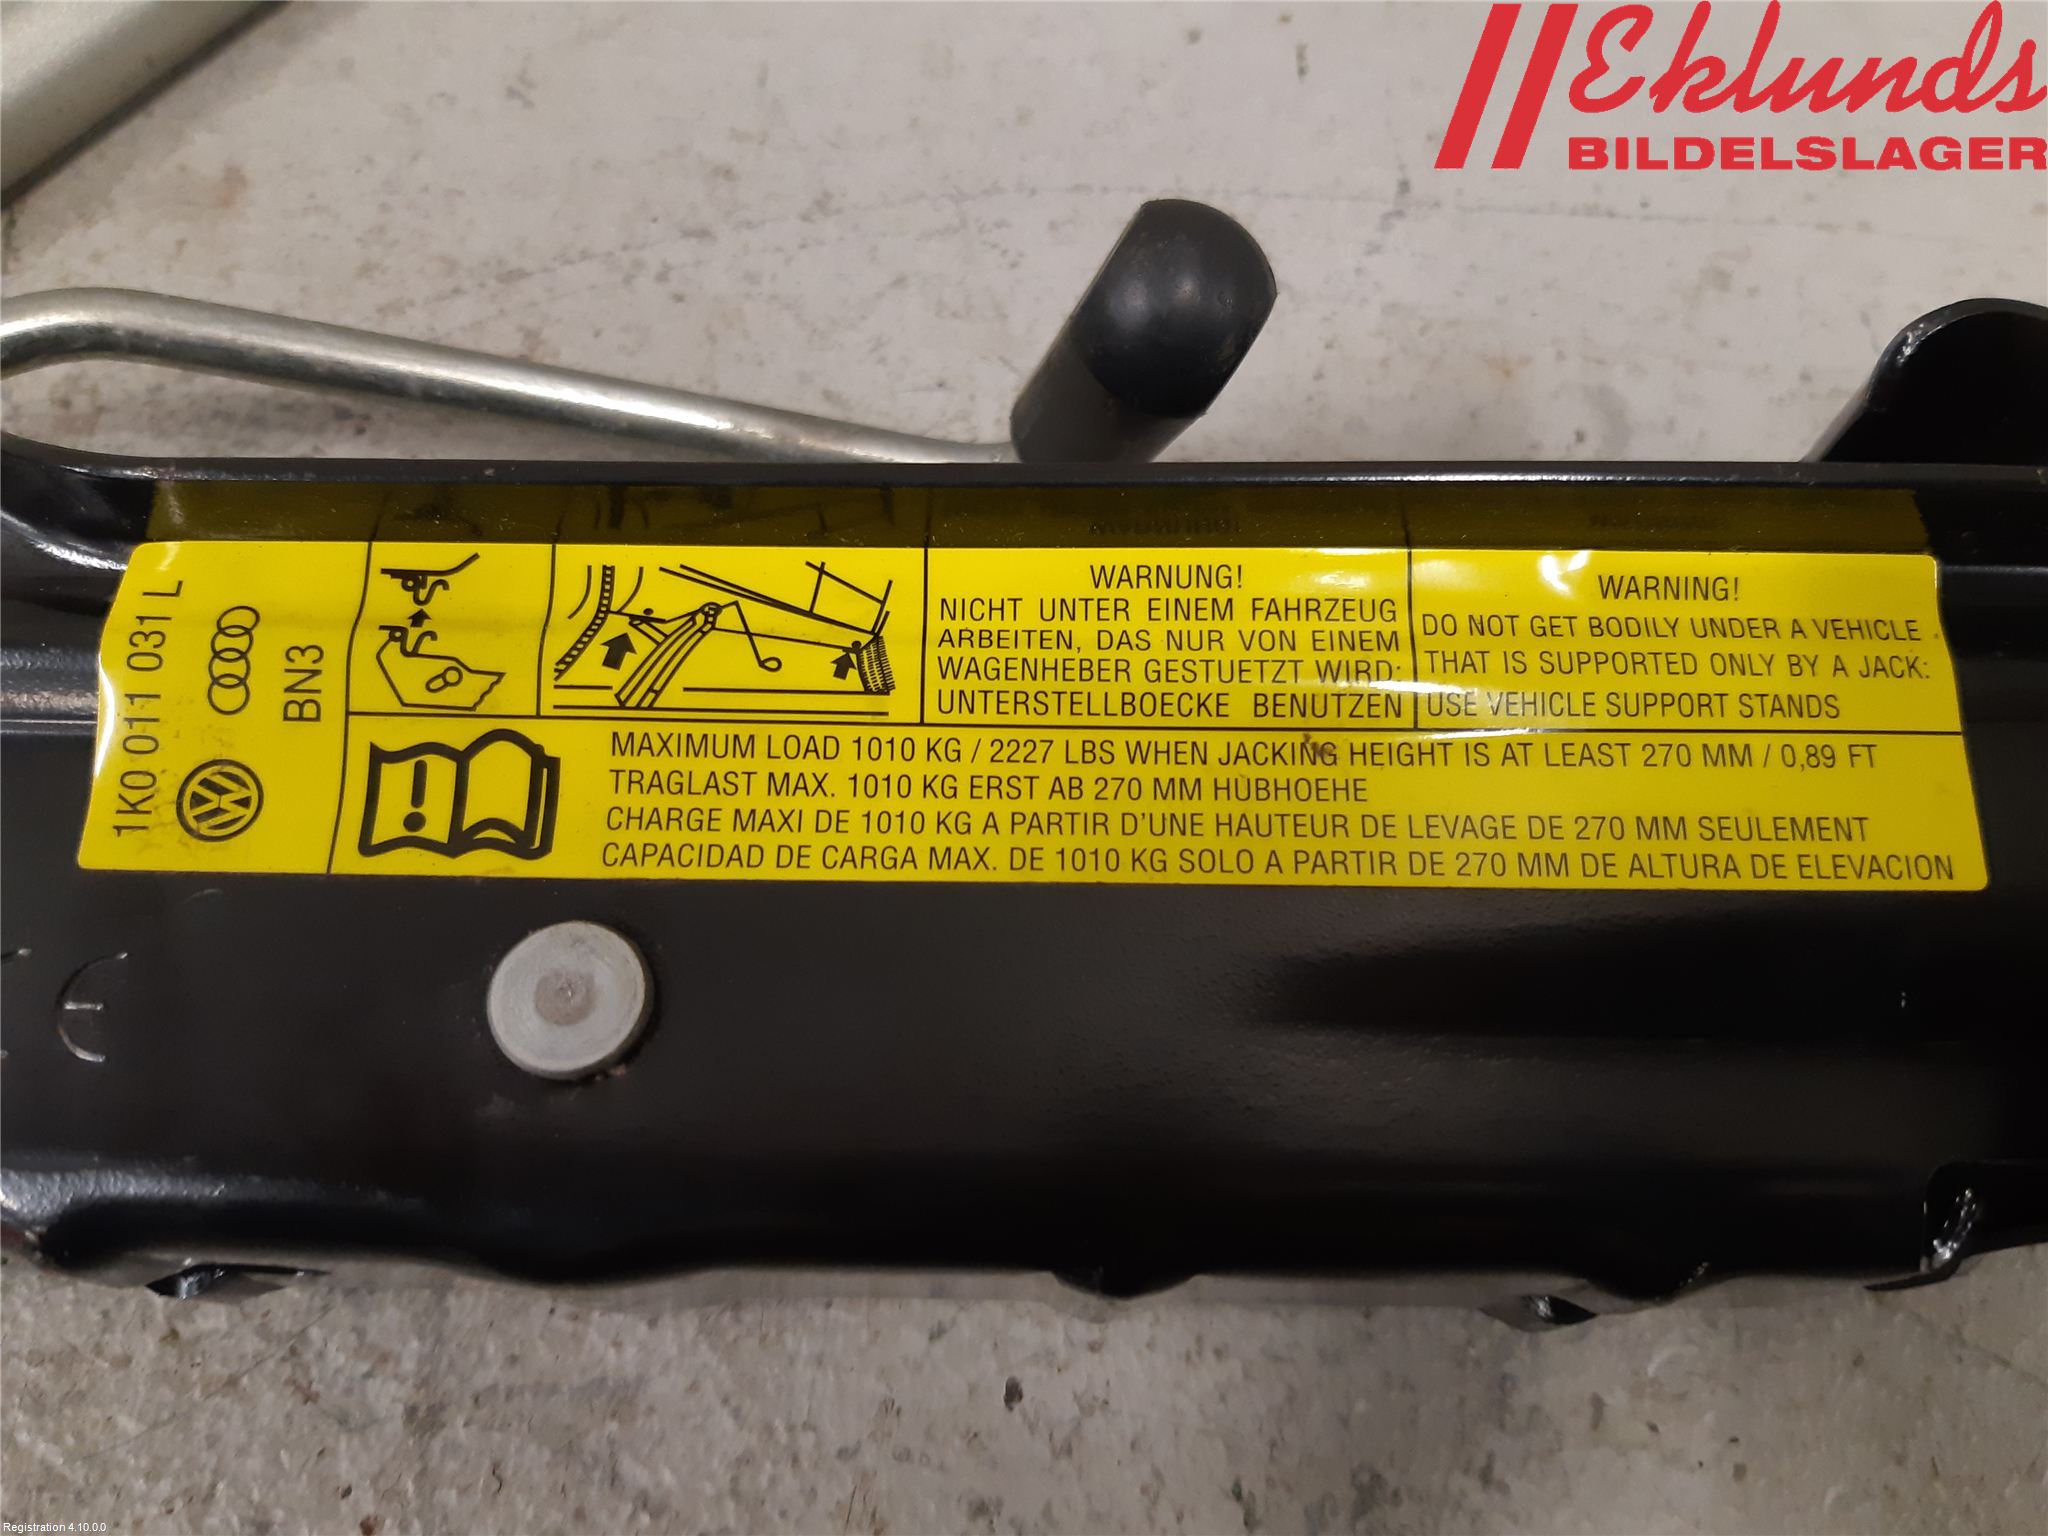 Eklunds
BILDELSLAGER
1K0 011 031 L
BN3
WARNUNG!
NICHT UNTER EINEM FAHRZEUG
ARBEITEN, DAS NUR VON EINEM
WAGENHEBER GESTUETZT WIRD:
UNTERSTELLBOECKE BENUTZEN
WARNING!
DO NOT GET BODILY UNDER A VEHICLE
THAT IS SUPPORTED ONLY BY A JACK:
USE VEHICLE SUPPORT STANDS
MAXIMUM LOAD 1010 KG / 2227 LBS WHEN JACKING HEIGHT IS AT LEAST 270 MM / 0,89 FT
TRAGLAST MAX. 1010 KG ERST AB 270 MM HUBHOEHE
CHARGE MAXI DE 1010 KG A PARTIR D'UNE HAUTEUR DE LEVAGE DE 270 MM SEULEMENT
CAPACIDAD DE CARGA MAX. DE 1010 KG SOLO A PARTIR DE 270 MM DE ALTURA DE ELEVACION
Registration 4.10.0.0